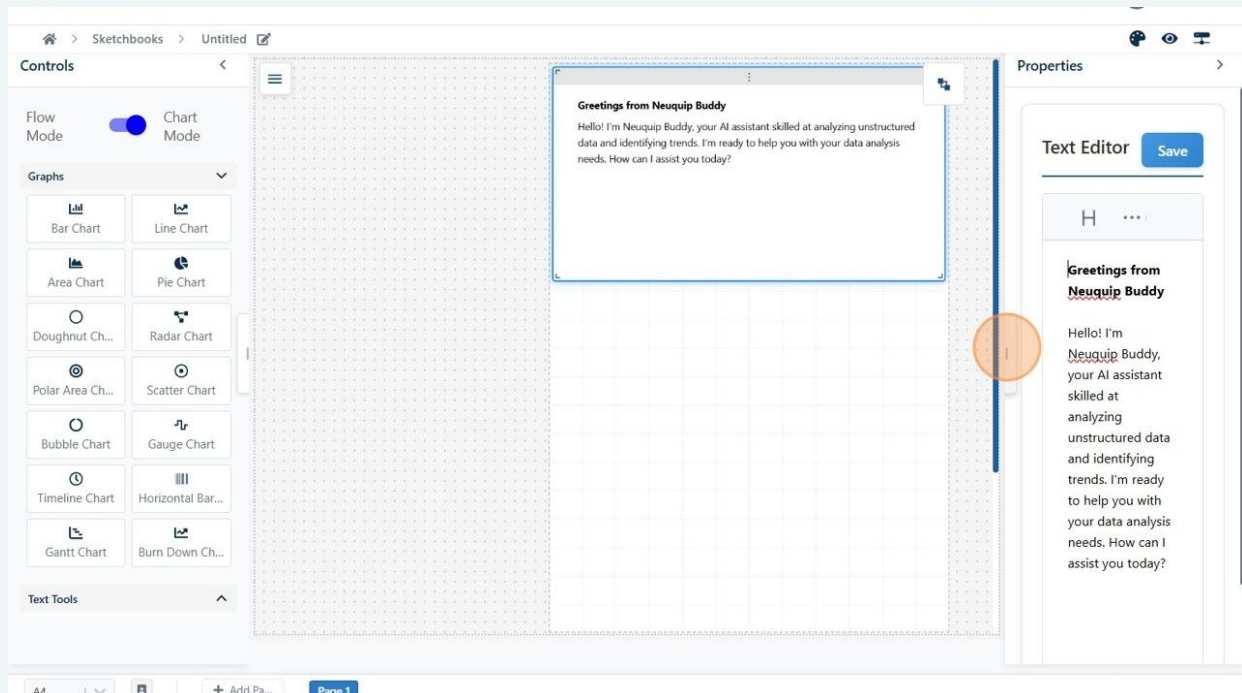 Sketchbooks > Untitled
Controls
Flow Mode
Chart Mode
Graphs
Bar Chart
Line Chart
Area Chart
Pie Chart
Doughnut Ch...
Radar Chart
Polar Area Ch...
Scatter Chart
Bubble Chart
Gauge Chart
Timeline Chart
Horizontal Bar...
Gantt Chart
Burn Down Ch...
Text Tools
Greetings from Neuquip Buddy
Hello! I'm Neuquip Buddy, your AI assistant skilled at analyzing unstructured
data and identifying trends. I'm ready to help you with your data analysis
needs. How can I assist you today?
Properties
Text Editor
Save
H
Greetings from
Neuquip Buddy
Hello! I'm
Neuquip Buddy,
your AI assistant
skilled at
analyzing
unstructured data
and identifying
trends. I'm ready
to help you with
your data analysis
needs. How can I
assist you today?
A4
+ Add Pa...
Page 1